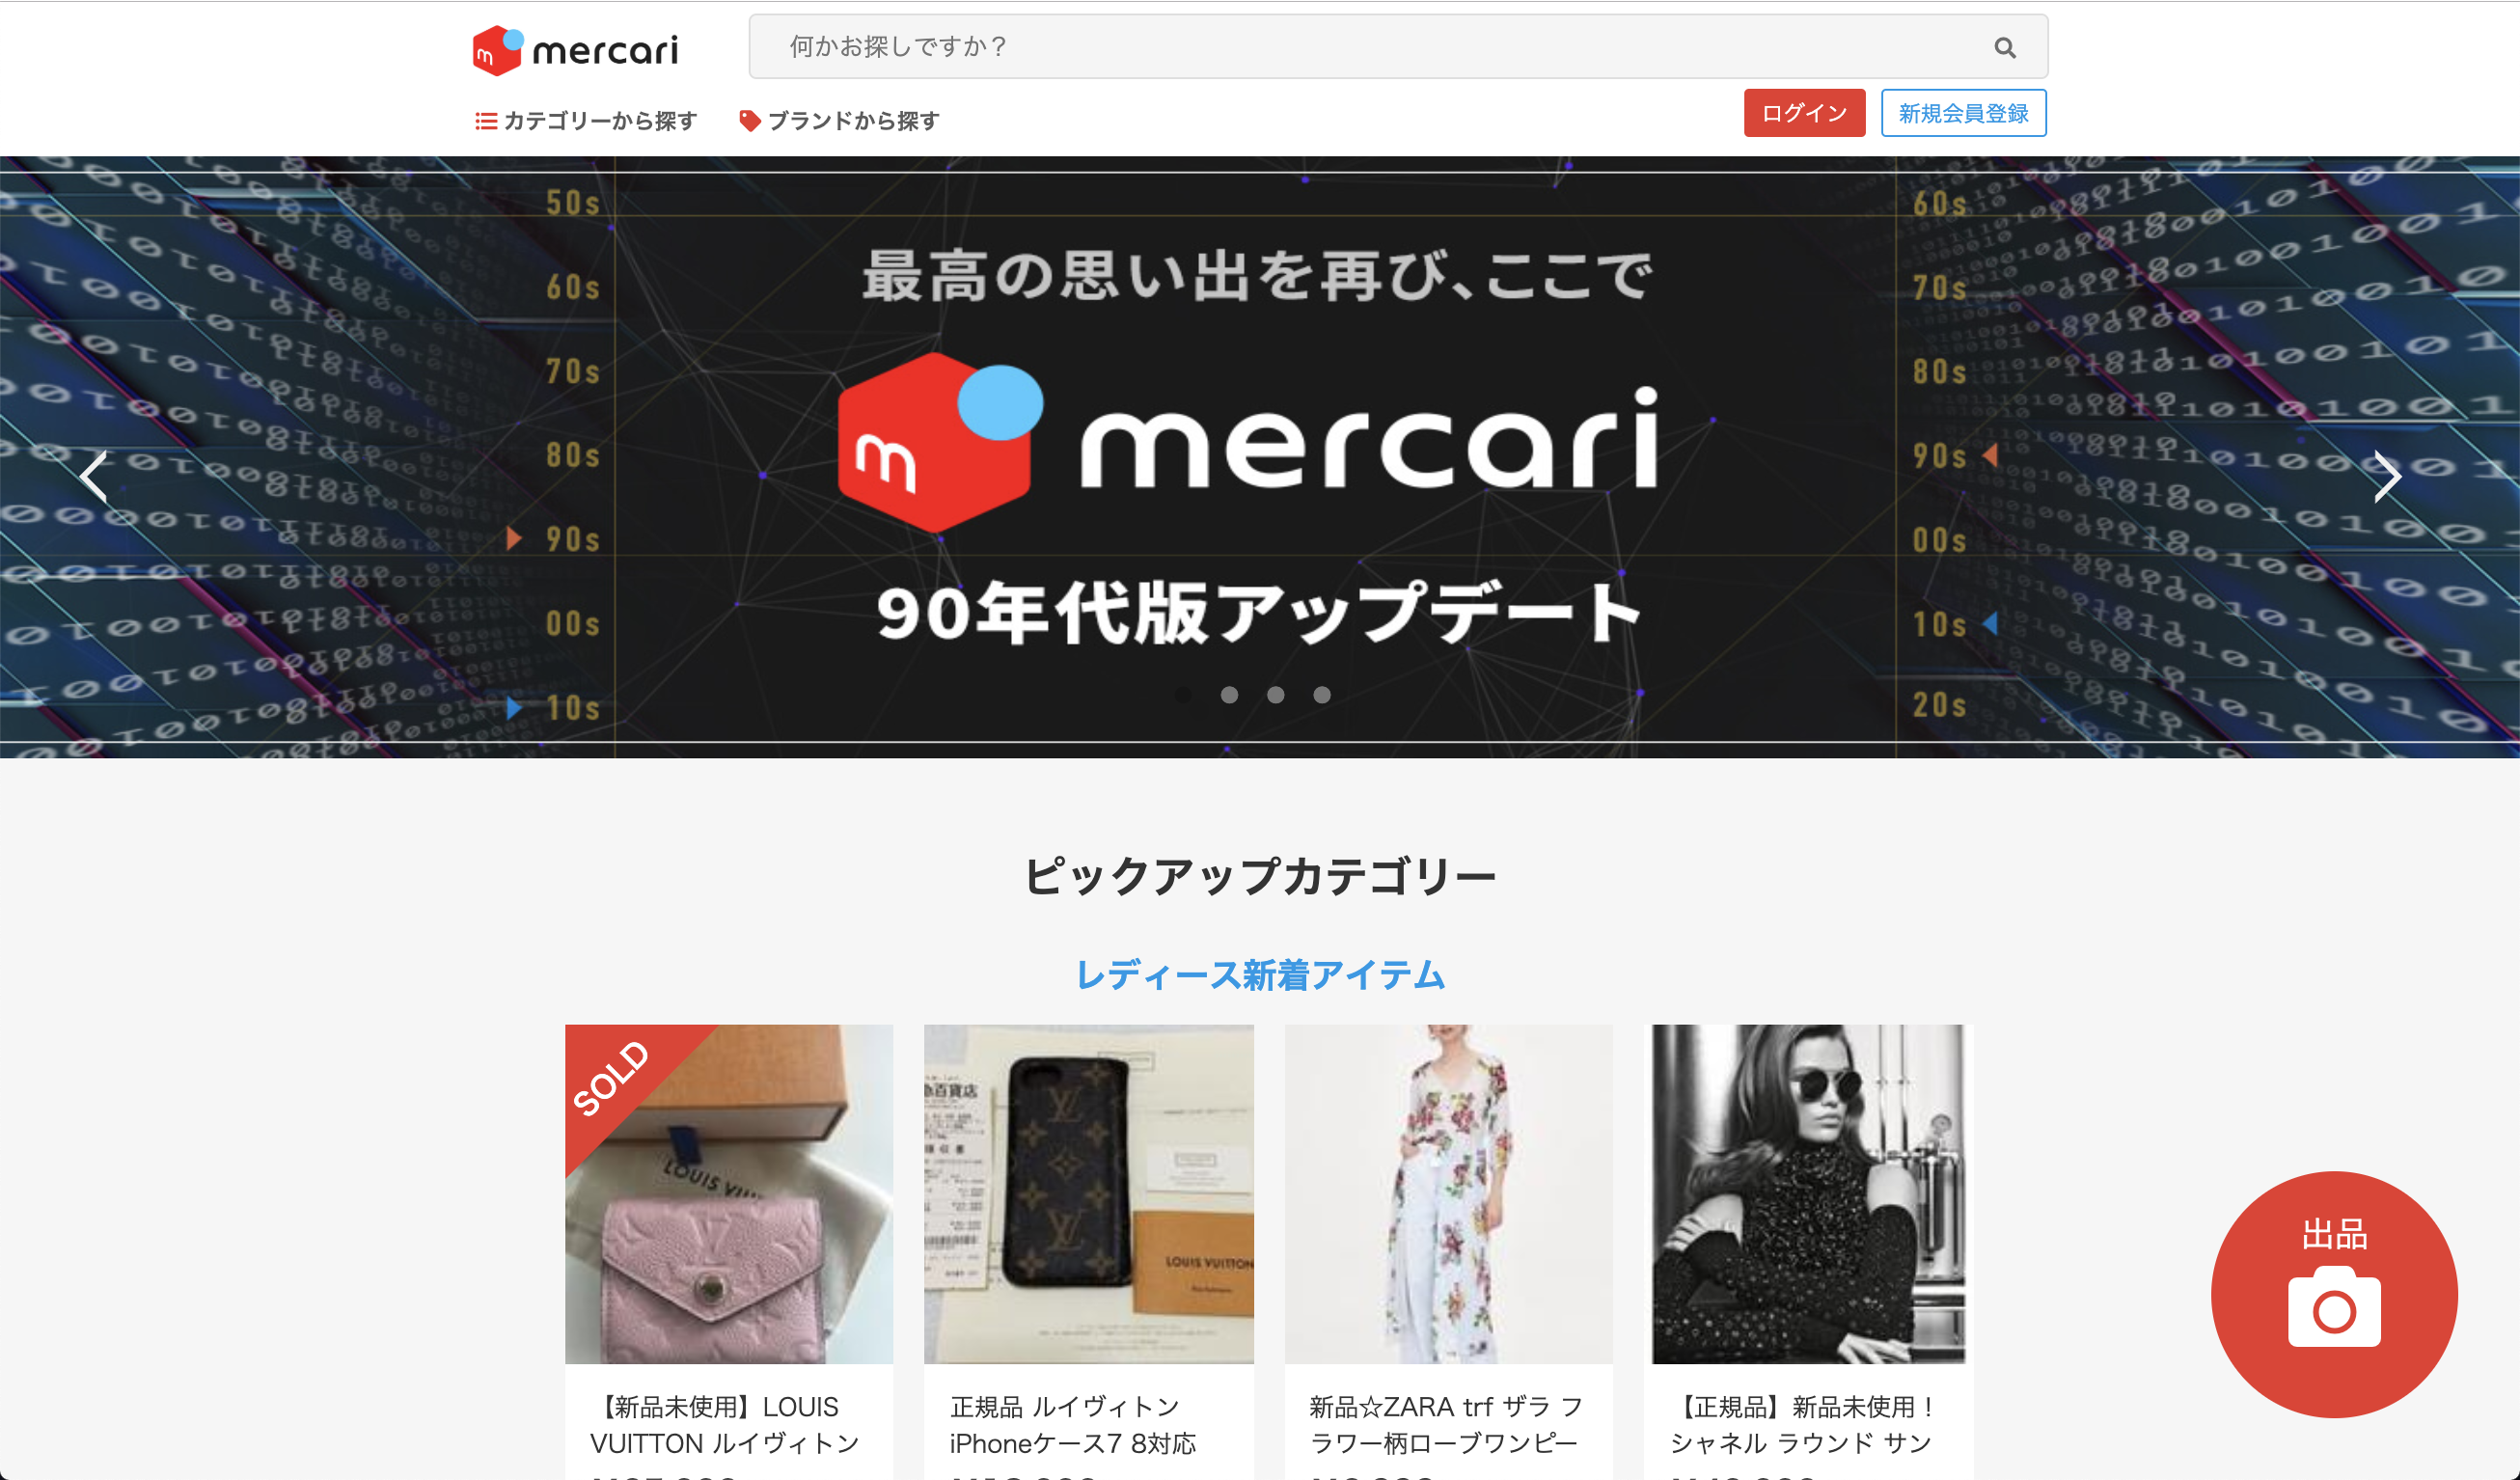 mercari
何かお探しですか？
カテゴリーから探す
ブランドから探す
ログイン
新規会員登録
50s
60s
70s
80s
90s
00s
10s
最高の思い出を再び、ここで
mercari
90年代版アップデート
60s
70s
80s
90s
00s
10s
20s
ピックアップカテゴリー
レディース新着アイテム
SOLD
LOUIS
LOUIS VUITTON
出品
【新品未使用】LOUIS
VUITTON ルイヴィトン
正規品 ルイヴィトン
iPhoneケース7 8対応
新品☆ZARA trf ザラ フ
ラワー柄ローブワンピー
【正規品】新品未使用！
シャネル ラウンド サン